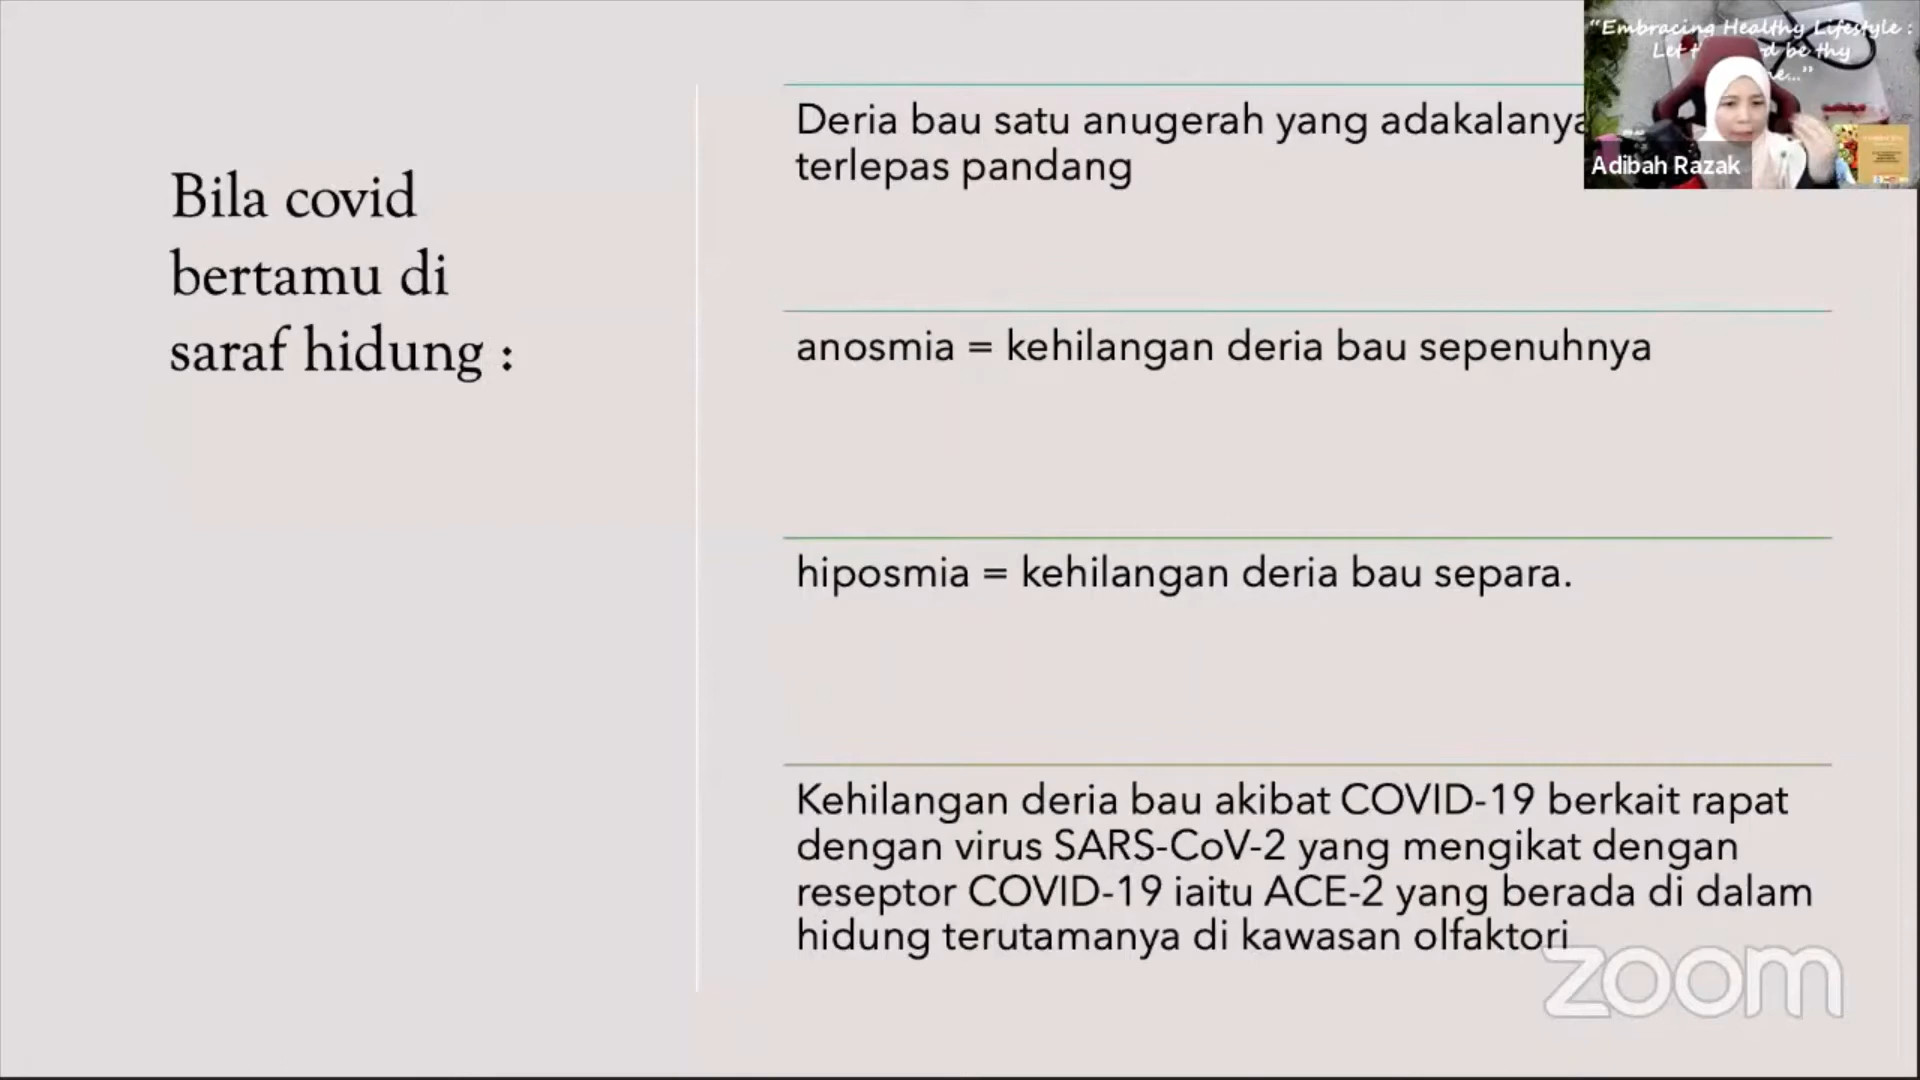 Bila covid
bertamu di
saraf hidung :
Deria bau satu anugerah yang adakalanya
terlepas pandang
anosmia = kehilangan deria bau sepenuhnya
hiposmia = kehilangan deria bau separa.
Kehilangan deria bau akibat COVID-19 berkait rapat
dengan virus SARS-CoV-2 yang mengikat dengan
reseptor COVID-19 iaitu ACE-2 yang berada di dalam
hidung terutamanya di kawasan olfaktori
"Embracing Healthy Lifestyle :
Let be thy
Adibah Razak
zoom